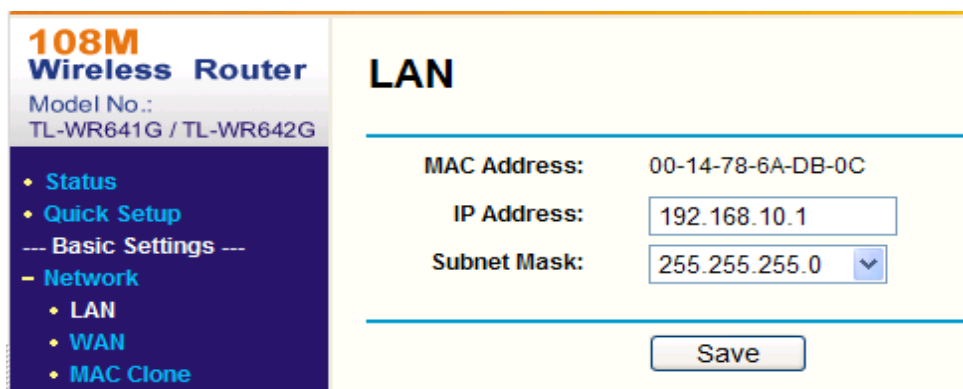 108M
Wireless Router
Model No.:
TL-WR641G / TL-WR642G
• Status
• Quick Setup
--- Basic Settings ---
– Network
• LAN
• WAN
• MAC Clone
LAN
MAC Address: 00-14-78-6A-DB-0C
IP Address: 192.168.10.1
Subnet Mask: 255.255.255.0
Save